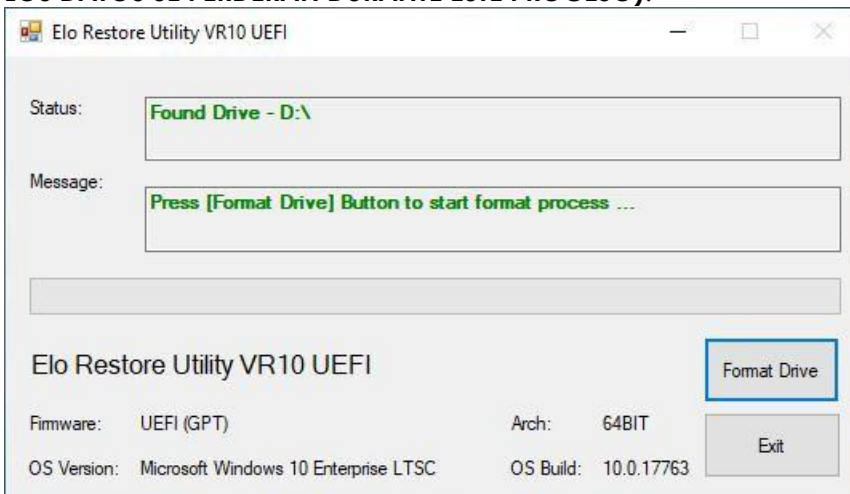 Elo Restore Utility VR10 UEFI
Status:
Found Drive - D:\
Message:
Press [Format Drive] Button to start format process ...
Elo Restore Utility VR10 UEFI
Format Drive
Firmware: UEFI (GPT) Arch: 64BIT
Exit
OS Version: Microsoft Windows 10 Enterprise LTSC OS Build: 10.0.17763